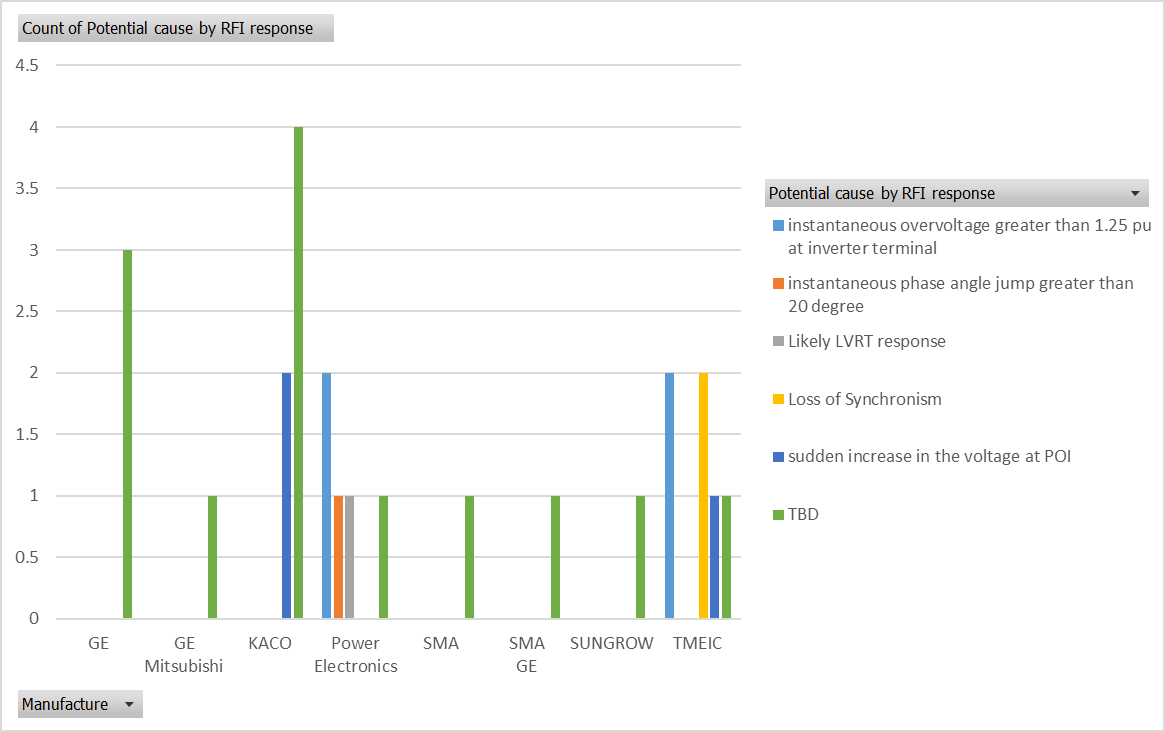 Count of Potential cause by RFI response
4.5
4
3.5
3
2.5
2
1.5
1
0.5
0
GE
GE
Mitsubishi
KACO
Power
Electronics
SMA
SMA
GE
SUNGROW
TMEIC
Potential cause by RFI response
instantaneous overvoltage greater than 1.25 pu
at inverter terminal
instantaneous phase angle jump greater than
20 degree
Likely LVRT response
Loss of Synchronism
sudden increase in the voltage at POI
TBD
Manufacture